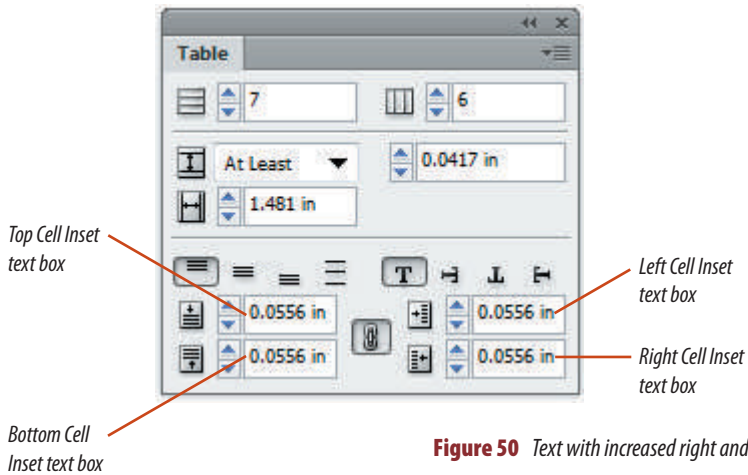 Table
7
6
At Least
0.0417 in
1.481 in
Top Cell Inset
text box
T
0.0556 in
0.0556 in
Left Cell Inset
text box
0.0556 in
0.0556 in
Right Cell Inset
text box
Bottom Cell
Inset text box
Figure 50 Text with increased right and